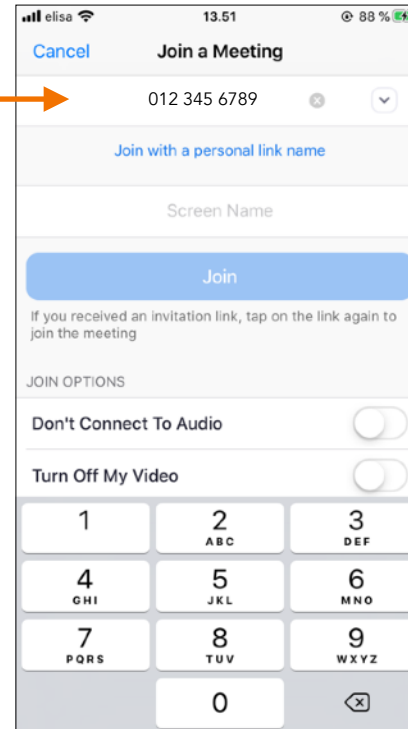 elisa 13.51 88 %
Cancel Join a Meeting
012 345 6789
Join with a personal link name
Screen Name
Join
If you received an invitation link, tap on the link again to
join the meeting
JOIN OPTIONS
Don't Connect To Audio
Turn Off My Video
1 2 3
ABC DEF
4 5 6
GHI JKL MNO
7 8 9
PQRS TUV WXYZ
0